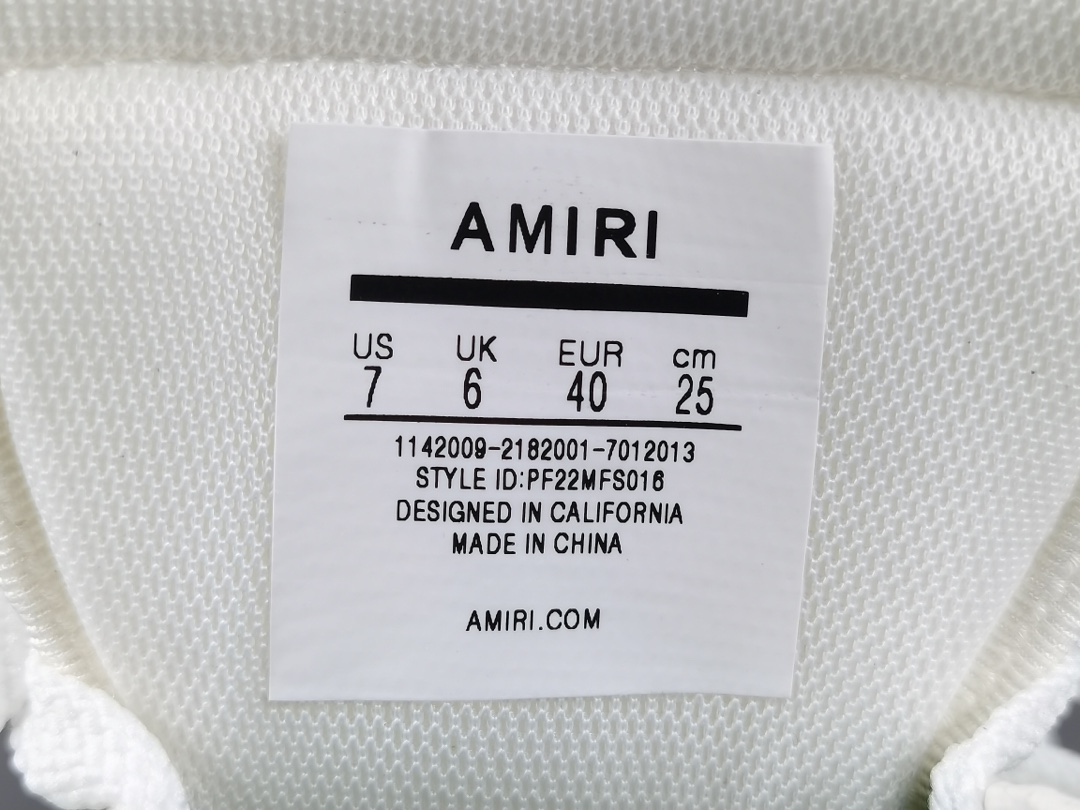 AMIRI
US UK EUR cm
7 6 40 25
1142009-2182001-7012013
STYLE ID:PF22MFS016
DESIGNED IN CALIFORNIA
MADE IN CHINA
AMIRI.COM